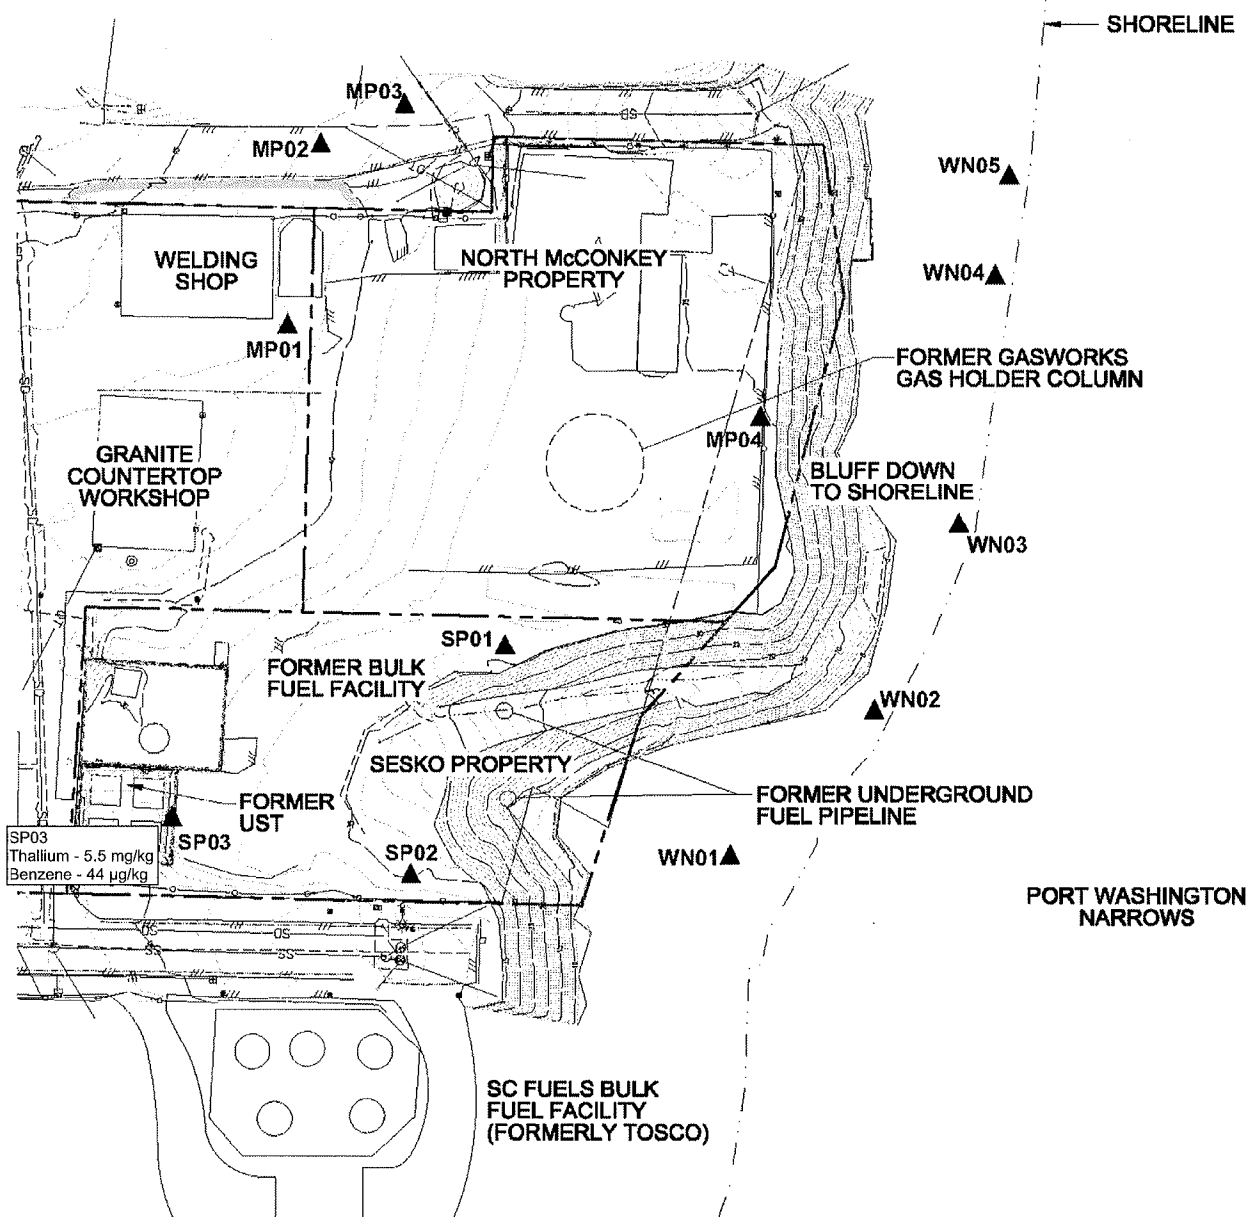 SHORELINE
MP03
MP02
WN05
WELDING
SHOP
NORTH McCONKEY
PROPERTY
WN04
MP01
FORMER GASWORKS
GAS HOLDER COLUMN
MP04
GRANITE
COUNTERTOP
WORKSHOP
BLUFF DOWN
TO SHORELINE
WN03
SP01
FORMER BULK
FUEL FACILITY
WN02
SESKO PROPERTY
FORMER
UST
FORMER UNDERGROUND
FUEL PIPELINE
SP03
SP03
Thallium - 5.5 mg/kg
Benzene - 44 µg/kg
SP02
WN01
PORT WASHINGTON
NARROWS
SD
SD
SD
SS
SS
SC FUELS BULK
FUEL FACILITY
(FORMERLY TOSCO)